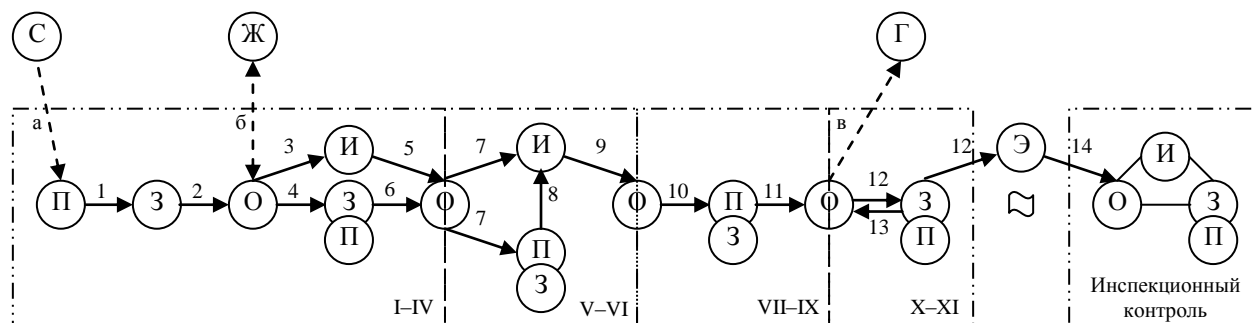 С Ж Г
а б в
3 И 5 7 И 9 12 Э 14 И
П 1 З 2 О 4 З 6 О 8 О 10 П 11 О 12 З О З
П 7 П З 13 П П
З
I–IV V–VI VII–IX X–XI Инспекционный
контроль